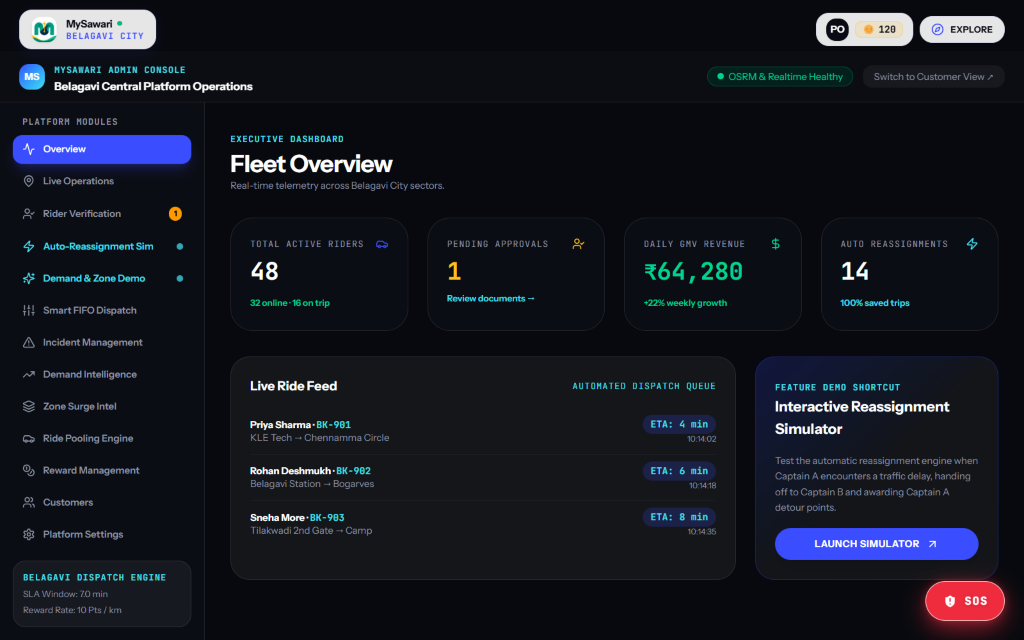 MySawari
BELAGAVI CITY
PO
120
EXPLORE
MS
MYSAWARI ADMIN CONSOLE
Belagavi Central Platform Operations
OSRM & Realtime Healthy
Switch to Customer View ↗
PLATFORM MODULES
Overview
Live Operations
Rider Verification
1
Auto-Reassignment Sim
Demand & Zone Demo
Smart FIFO Dispatch
Incident Management
Demand Intelligence
Zone Surge Intel
Ride Pooling Engine
Reward Management
Customers
Platform Settings
BELAGAVI DISPATCH ENGINE
SLA Window: 7.0 min
Reward Rate: 10 Pts / km
EXECUTIVE DASHBOARD
Fleet Overview
Real-time telemetry across Belagavi City sectors.
TOTAL ACTIVE RIDERS
48
32 online · 16 on trip
PENDING APPROVALS
1
Review documents →
DAILY GMV REVENUE
$
₹64,280
+22% weekly growth
AUTO REASSIGNMENTS
14
100% saved trips
Live Ride Feed
AUTOMATED DISPATCH QUEUE
Priya Sharma · BK-901
KLE Tech → Chennamma Circle
ETA: 4 min
10:14:02
Rohan Deshmukh · BK-902
Belagavi Station → Bogarves
ETA: 6 min
10:14:18
Sneha More · BK-903
Tilakwadi 2nd Gate → Camp
ETA: 8 min
10:14:35
FEATURE DEMO SHORTCUT
Interactive Reassignment
Simulator
Test the automatic reassignment engine when
Captain A encounters a traffic delay, handing
off to Captain B and awarding Captain A
detour points.
LAUNCH SIMULATOR
SOS